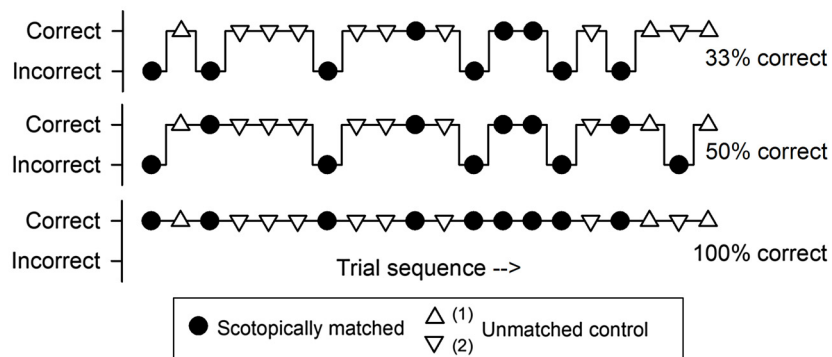 Correct
Incorrect
33% correct
Correct
Incorrect
50% correct
Correct
Incorrect
100% correct
Trial sequence -->
Scotopically matched
(1)
(2)
Unmatched control